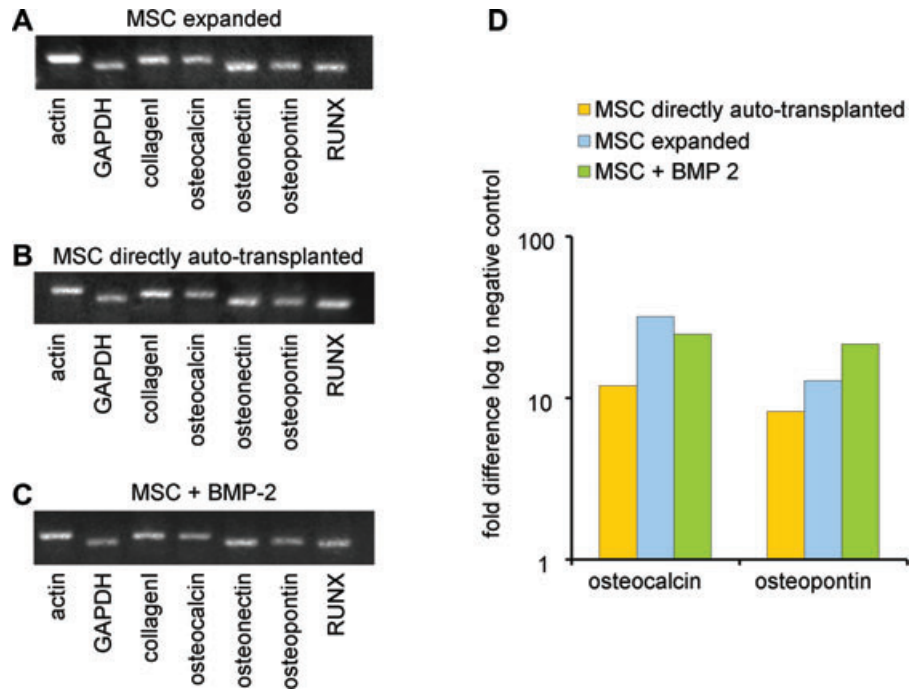 A
MSC expanded
actin
GAPDH
collagenI
osteocalcin
osteonectin
osteopontin
RUNX
B
MSC directly auto-transplanted
actin
GAPDH
collagenI
osteocalcin
osteonectin
osteopontin
RUNX
C
MSC + BMP-2
actin
GAPDH
collagenI
osteocalcin
osteonectin
osteopontin
RUNX
D
MSC directly auto-transplanted
MSC expanded
MSC + BMP 2
fold difference log to negative control
100
10
1
osteocalcin
osteopontin